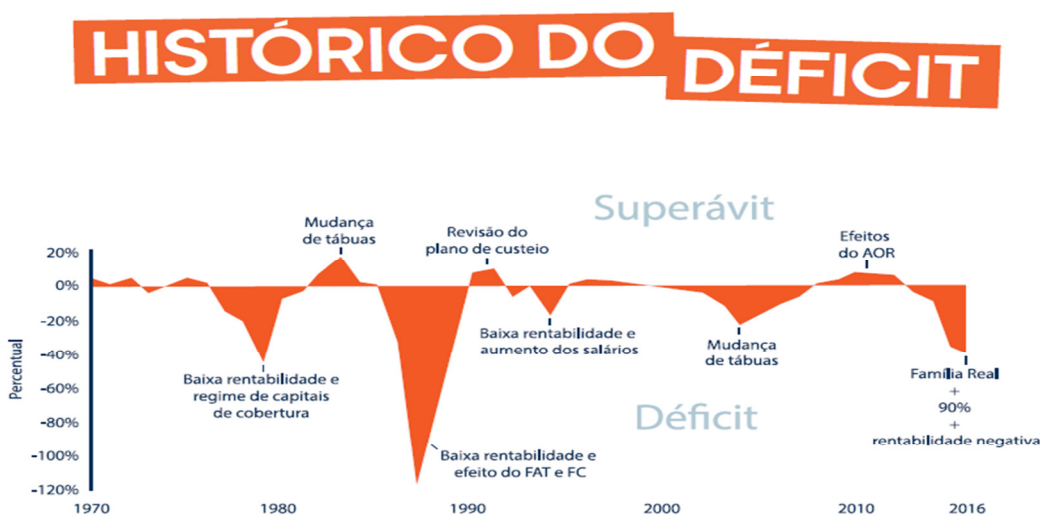 HISTÓRICO DO DÉFICIT
Superávit
Mudança
de tábuas
Revisão do
plano de custeio
Efeitos
do AOR
20%
0%
-20%
-40%
-60%
-80%
-100%
-120%
Percentual
Baixa rentabilidade e
regime de capitais
de cobertura
Baixa rentabilidade e
aumento dos salários
Mudança
de tábuas
Família Real
+
90%
+
rentabilidade negativa
Déficit
Baixa rentabilidade e
efeito do FAT e FC
1970
1980
1990
2000
2010
2016